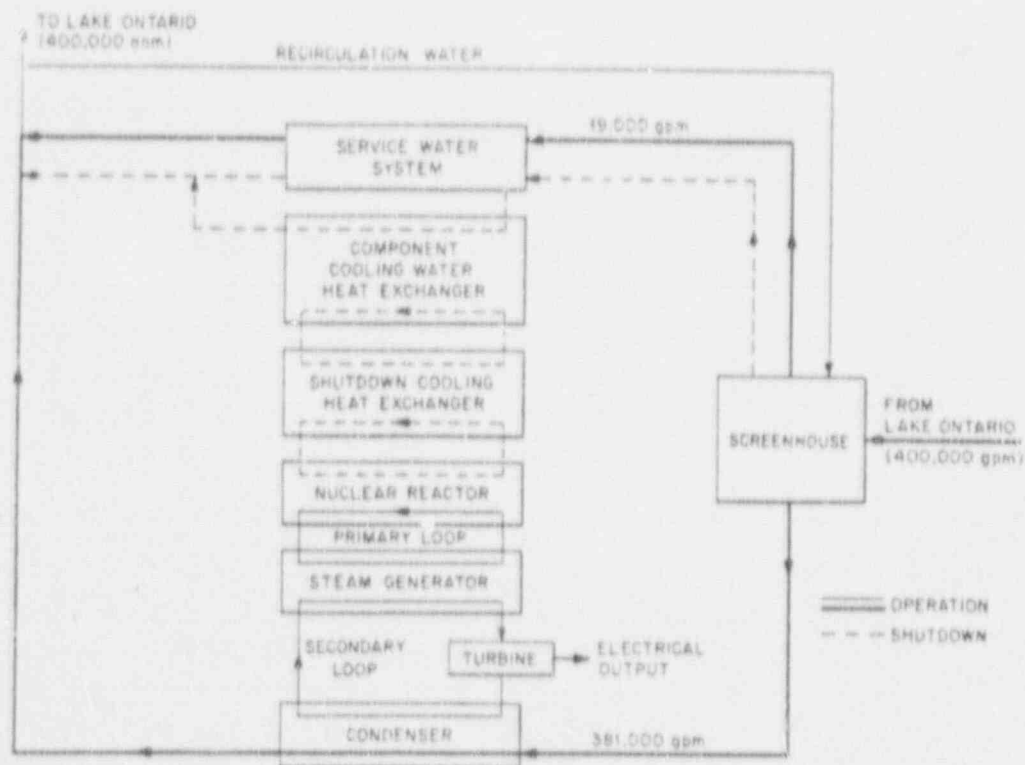 TO LAKE ONTARIO
(400,000 gpm)
RECIRCULATION WATER
19,000 gpm
SERVICE WATER
SYSTEM
COMPONENT
COOLING WATER
HEAT EXCHANGER
SHUTDOWN COOLING
HEAT EXCHANGER
SCREENHOUSE
FROM
LAKE ONTARIO
(400,000 gpm)
NUCLEAR REACTOR
PRIMARY LOOP
STEAM GENERATOR
OPERATION
SHUTDOWN
SECONDARY
LOOP
TURBINE
ELECTRICAL
OUTPUT
CONDENSER
381,000 gpm